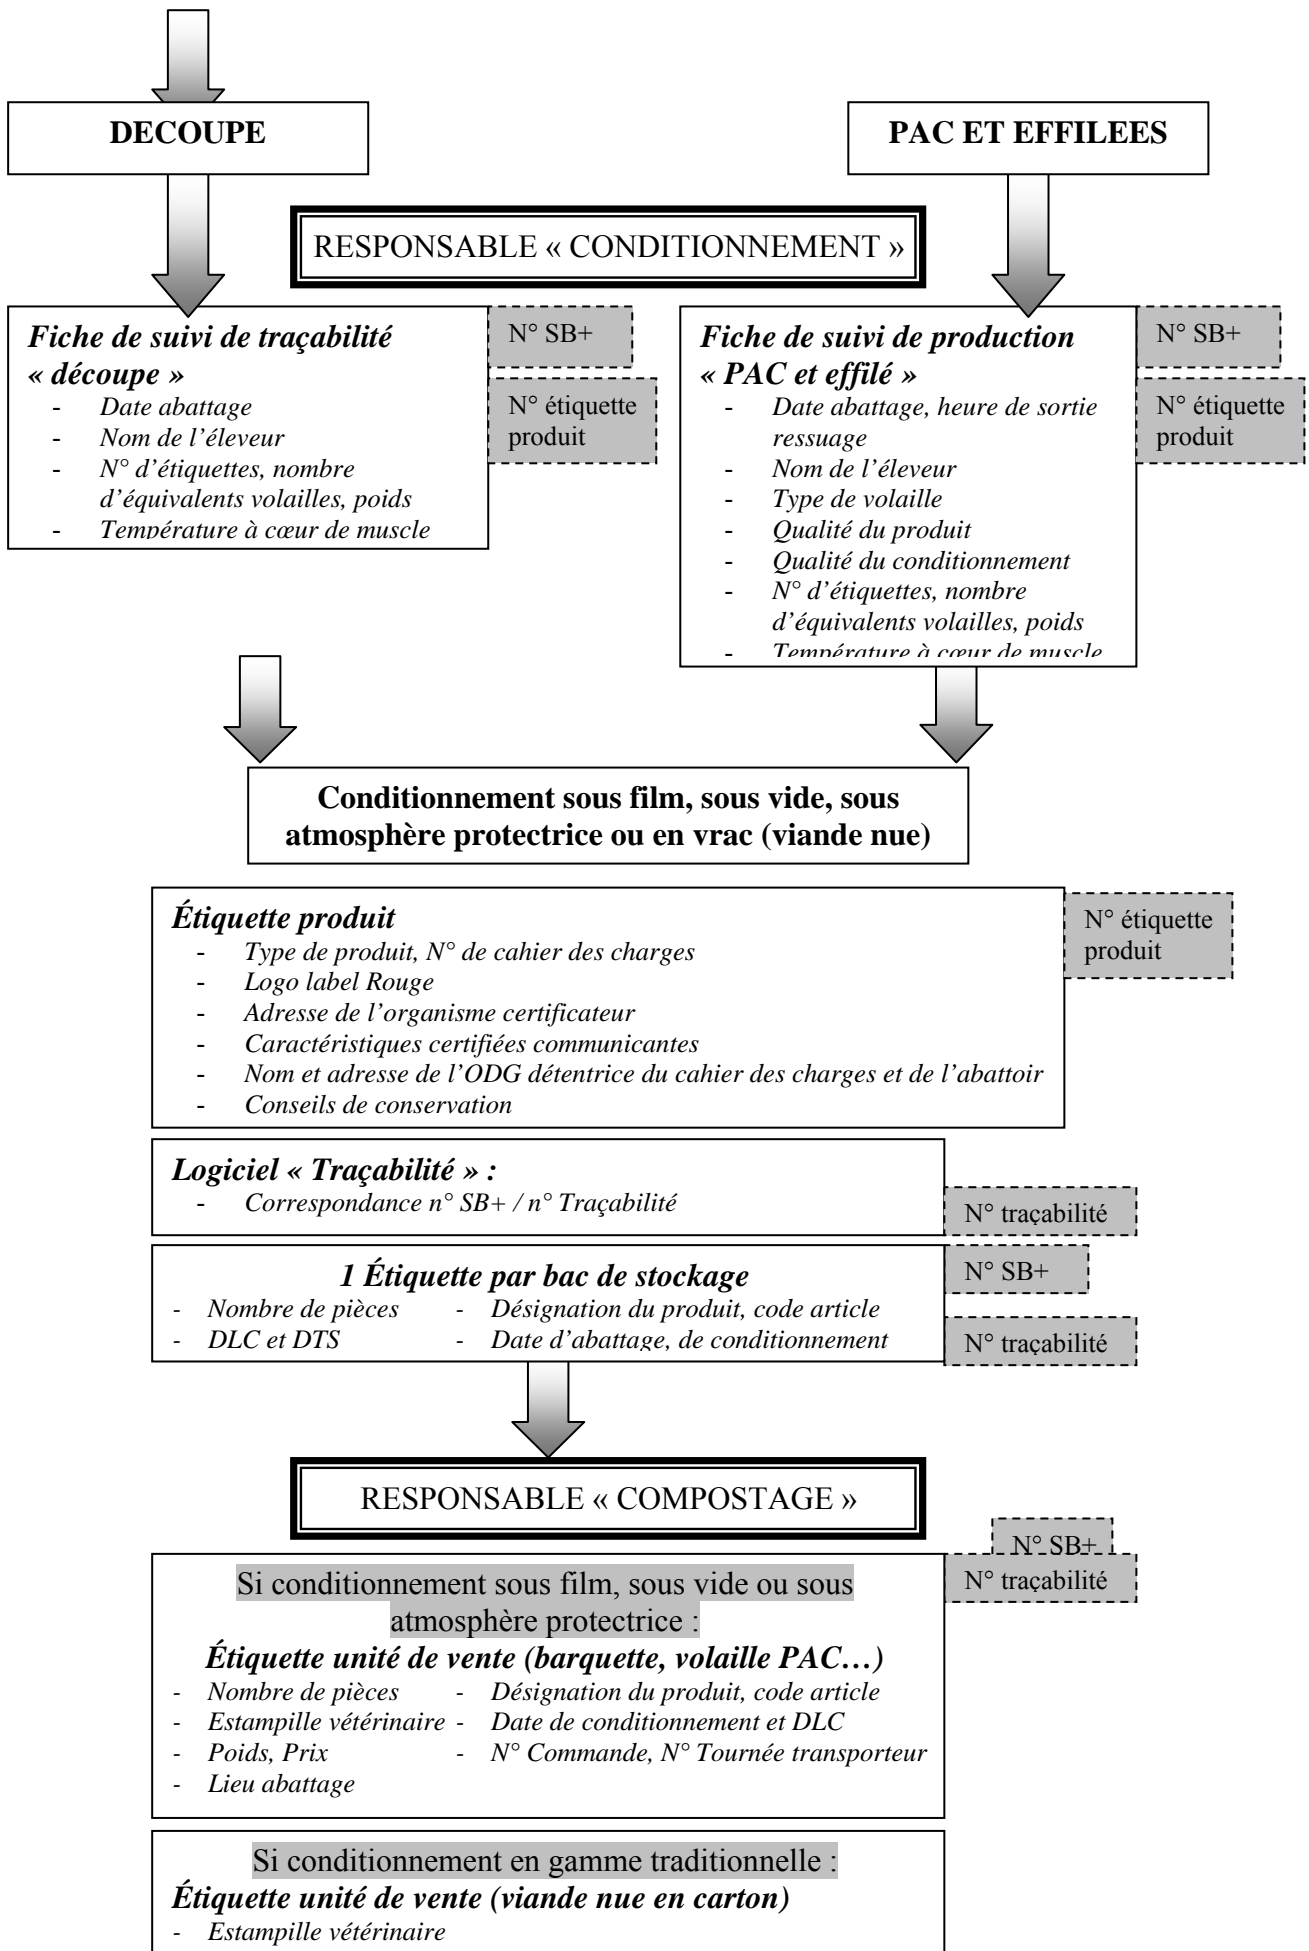 DECOUPE
PAC ET EFFILEES
RESPONSABLE « CONDITIONNEMENT »
Fiche de suivi de traçabilité
« découpe »
- Date abattage
- Nom de l’éleveur
- N° d’étiquettes, nombre
d’équivalents volailles, poids
- Température à cœur de muscle
N° SB+
N° étiquette
produit
Fiche de suivi de production
« PAC et effilé »
- Date abattage, heure de sortie
ressuage
- Nom de l’éleveur
- Type de volaille
- Qualité du produit
- Qualité du conditionnement
- N° d’étiquettes, nombre
d’équivalents volailles, poids
- Température à cœur de muscle
N° SB+
N° étiquette
produit
Conditionnement sous film, sous vide, sous
atmosphère protectrice ou en vrac (viande nue)
Étiquette produit
- Type de produit, N° de cahier des charges
- Logo label Rouge
- Adresse de l’organisme certificateur
- Caractéristiques certifiées communicantes
- Nom et adresse de l’ODG détentrice du cahier des charges et de l’abattoir
- Conseils de conservation
N° étiquette
produit
Logiciel « Traçabilité » :
- Correspondance n° SB+ / n° Traçabilité
N° traçabilité
1 Étiquette par bac de stockage
- Nombre de pièces - Désignation du produit, code article
- DLC et DTS - Date d’abattage, de conditionnement
N° SB+
N° traçabilité
RESPONSABLE « COMPOSTAGE »
N° SB+
N° traçabilité
Si conditionnement sous film, sous vide ou sous
atmosphère protectrice :
Étiquette unité de vente (barquette, volaille PAC…)
- Nombre de pièces - Désignation du produit, code article
- Estampille vétérinaire - Date de conditionnement et DLC
- Poids, Prix - N° Commande, N° Tournée transporteur
- Lieu abattage
Si conditionnement en gamme traditionnelle :
Étiquette unité de vente (viande nue en carton)
- Estampille vétérinaire